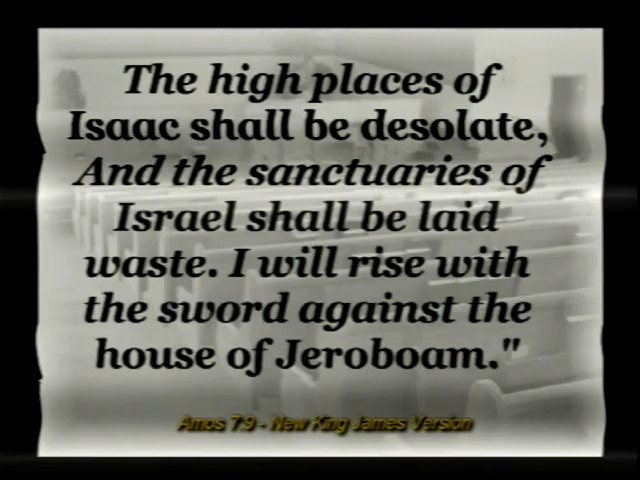 The high places of
Isaac shall be desolate,
And the sanctuaries of
Israel shall be laid
waste. I will rise with
the sword against the
house of Jeroboam."
Amos 7:9 - New King James Version